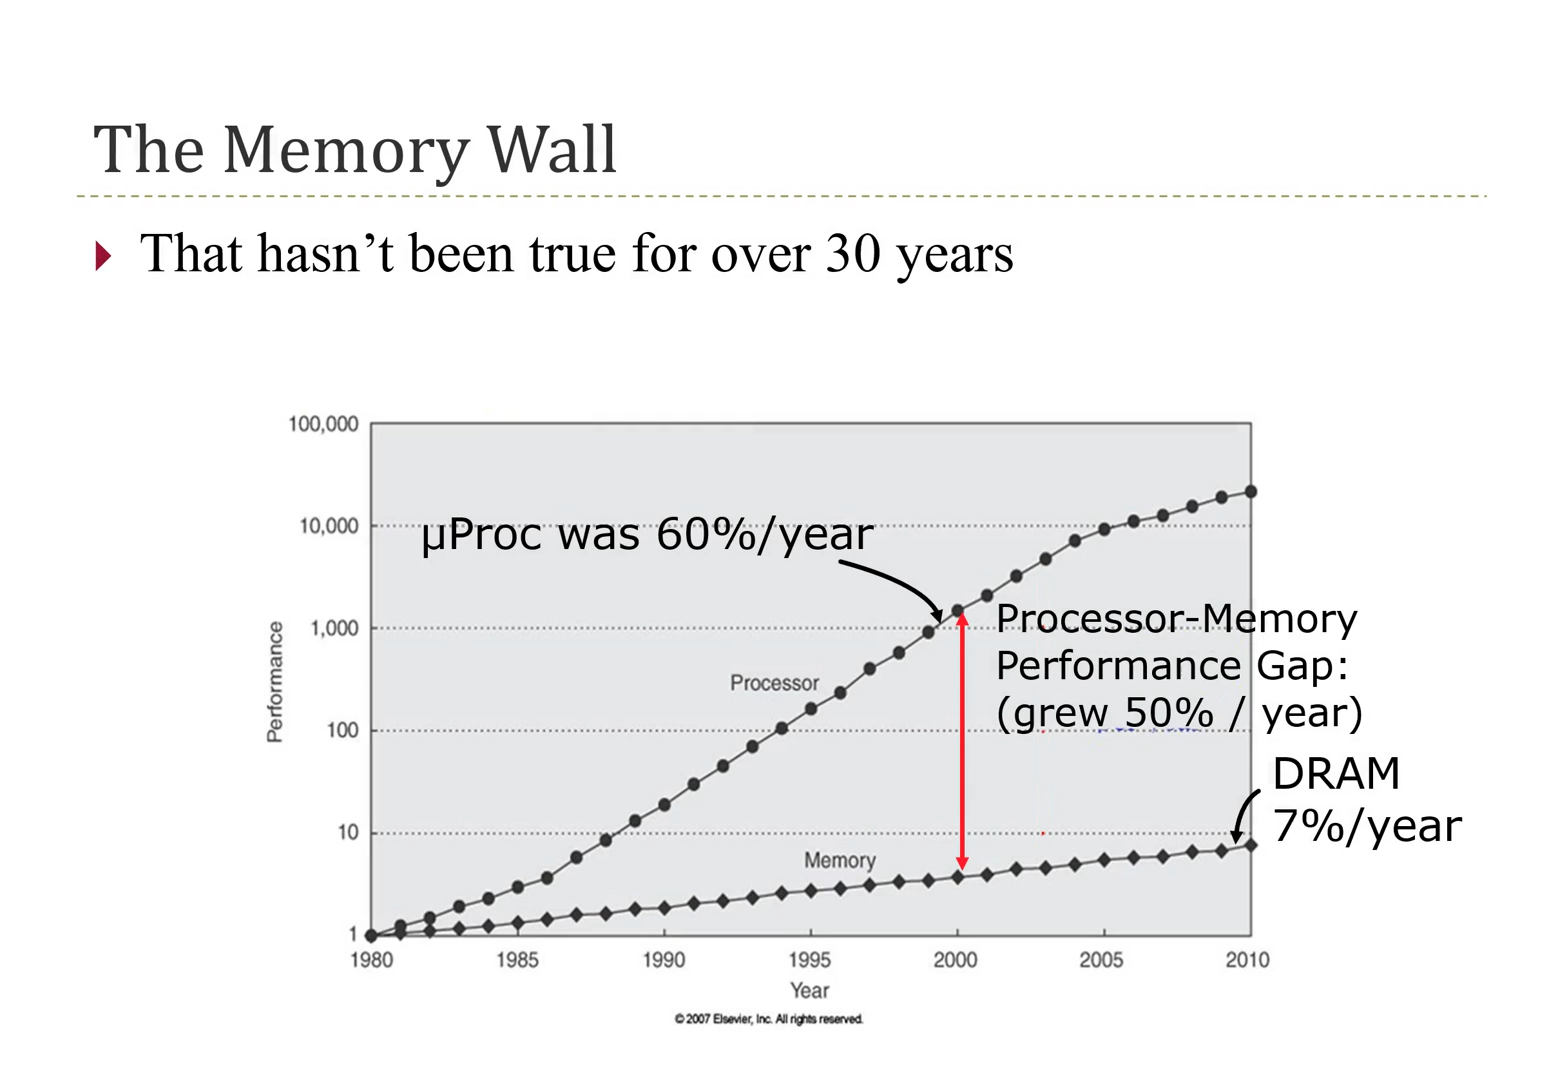 The Memory Wall
That hasn’t been true for over 30 years
100,000
10,000
1,000
100
10
1
Performance
µProc was 60%/year
Processor
Processor-Memory
Performance Gap:
(grew 50% / year)
DRAM
7%/year
Memory
1980 1985 1990 1995 2000 2005 2010
Year
© 2007 Elsevier, Inc. All rights reserved.